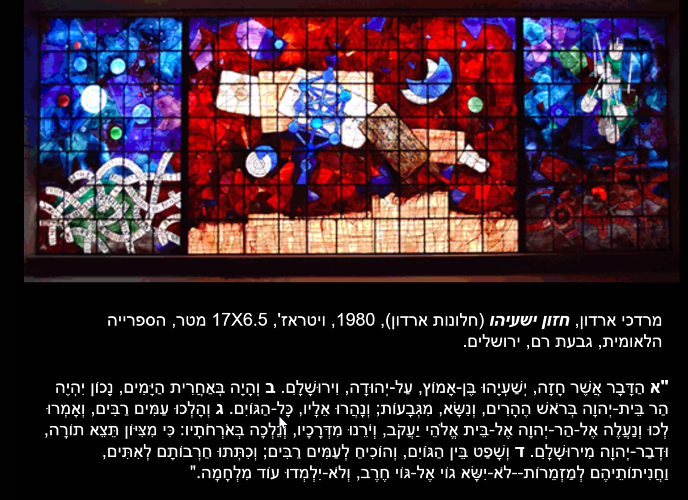 מרדכי ארדון, חזון ישעיהו (חלונות ארדון), 1980, ויטראז', 17X6.5 מטר, הספרייה
הלאומית, גבעת רם, ירושלים.
"א הַדָּבָר אֲשֶׁר חָזָה, יְשַׁעְיָהוּ בֶּן-אָמוֹץ, עַל-יְהוּדָה, וִירוּשָׁלִָם. ב וְהָיָה בְּאַחֲרִית הַיָּמִים, נָכוֹן יִהְיֶה
הַר בֵּית-יְהוָה בְּרֹאשׁ הֶהָרִים, וְנִשָּׂא, מִגְּבָעוֹת; וְנָהֲרוּ אֵלָיו, כָּל-הַגּוֹיִם. ג וְהָלְכוּ עַמִּים רַבִּים, וְאָמְרוּ
לְכוּ וְנַעֲלֶה אֶל-הַר-יְהוָה אֶל-בֵּית אֱלֹהֵי יַעֲקֹב, וְיֹרֵנוּ מִדְּרָכָיו, וְנֵלְכָה בְּאֹרְחֹתָיו: כִּי מִצִּיּוֹן תֵּצֵא תוֹרָה,
וּדְבַר-יְהוָה מִירוּשָׁלִָם. ד וְשָׁפַט בֵּין הַגּוֹיִם, וְהוֹכִיחַ לְעַמִּים רַבִּים; וְכִתְּתוּ חַרְבוֹתָם לְאִתִּים,
וַחֲנִיתוֹתֵיהֶם לְמַזְמֵרוֹת--לֹא-יִשָּׂא גוֹי אֶל-גּוֹי חֶרֶב, וְלֹא-יִלְמְדוּ עוֹד מִלְחָמָה."